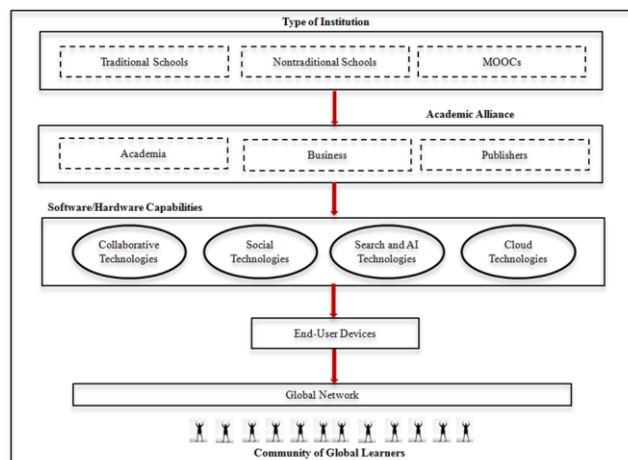 Type of Institution
Traditional Schools
Nontraditional Schools
MOOCs
Academic Alliance
Academia
Business
Publishers
Software/Hardware Capabilities
Collaborative
Technologies
Social
Technologies
Search and AI
Technologies
Cloud
Technologies
End-User Devices
Global Network
Community of Global Learners